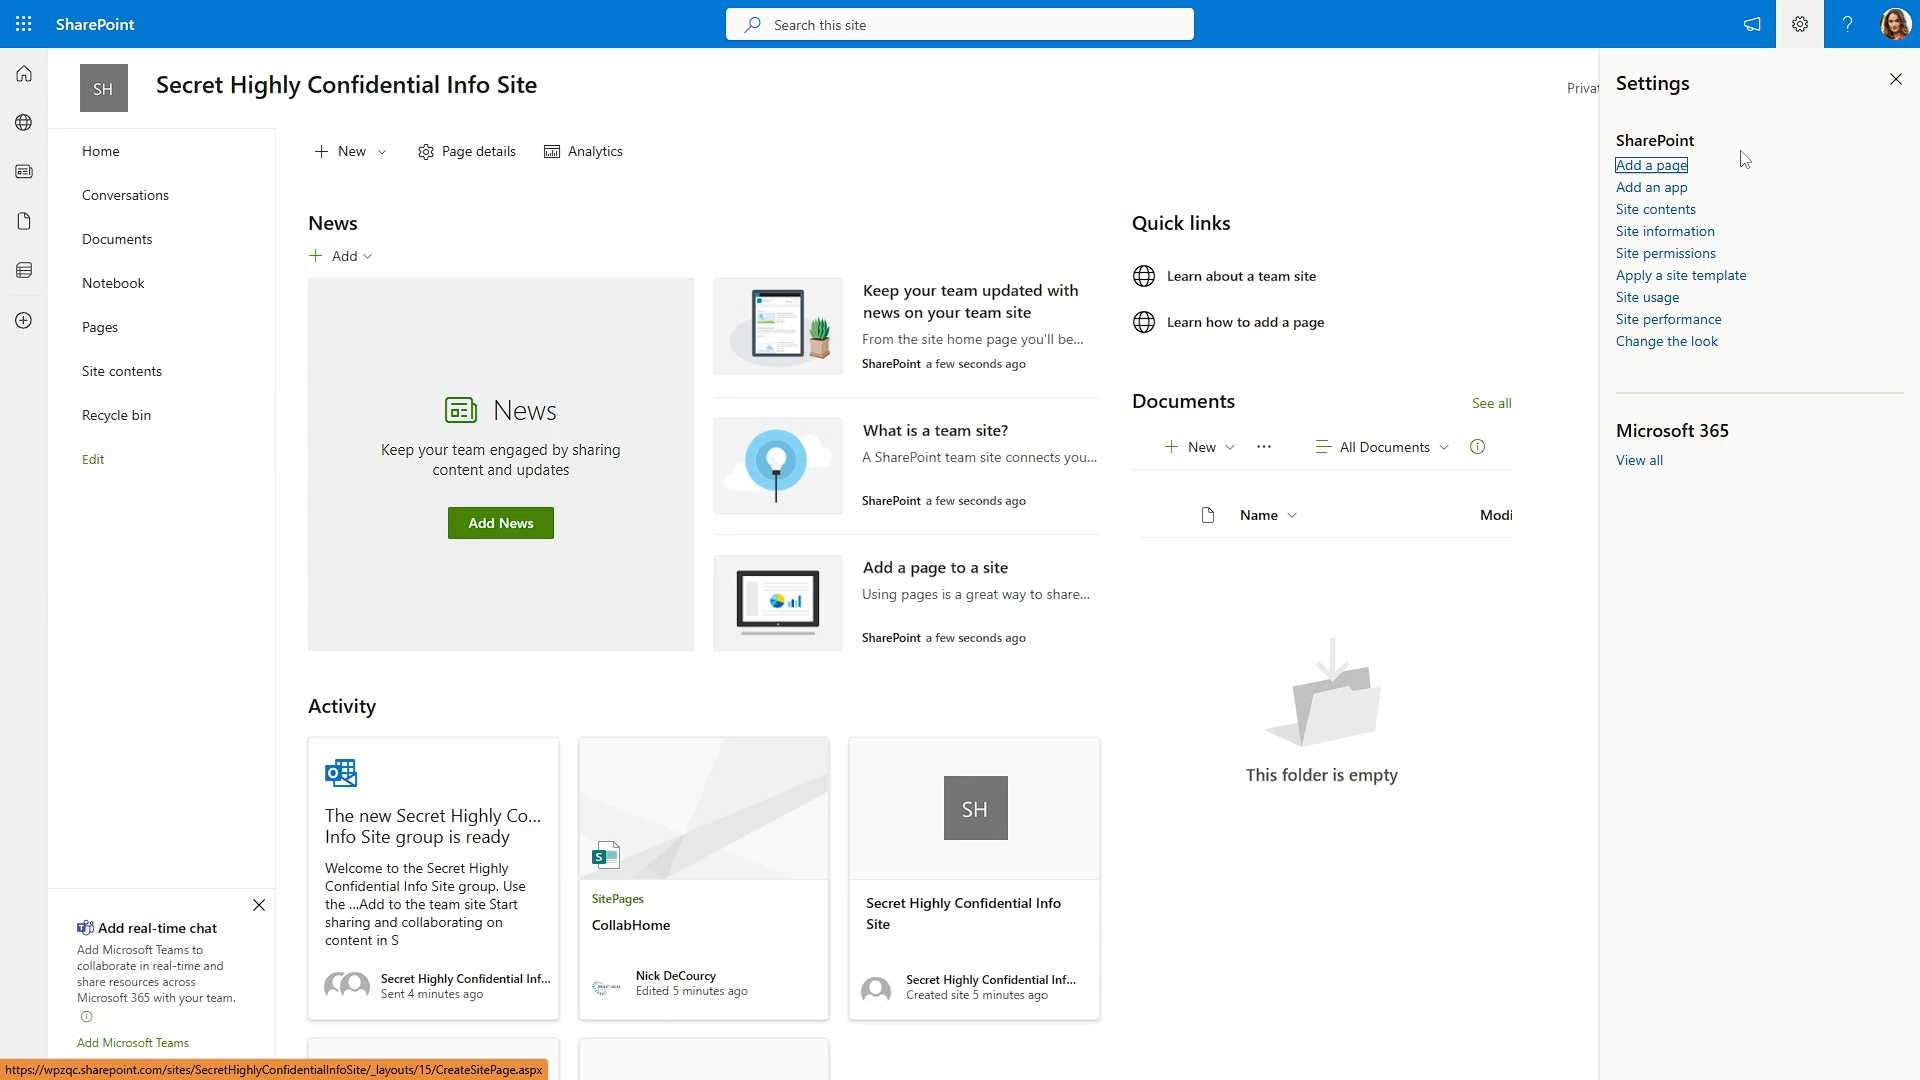 SharePoint
Search this site
?
SH
Secret Highly Confidential Info Site
Home
Conversations
Documents
Notebook
Pages
Site contents
Recycle bin
Edit
New
Page details
Analytics
News
Add
News
Keep your team engaged by sharing
content and updates
Add News
Keep your team updated with
news on your team site
From the site home page you'll be...
SharePoint a few seconds ago
What is a team site?
A SharePoint team site connects you...
SharePoint a few seconds ago
Add a page to a site
Using pages is a great way to share...
SharePoint a few seconds ago
Quick links
Learn about a team site
Learn how to add a page
Documents
See all
New
All Documents
Name
Modi
This folder is empty
Activity
The new Secret Highly Co...
Info Site group is ready
Welcome to the Secret Highly
Confidential Info Site group. Use
the ...Add to the team site Start
sharing and collaborating on
content in S
Secret Highly Confidential Inf...
Sent 4 minutes ago
SitePages
CollabHome
Nick DeCourcy
Edited 5 minutes ago
SH
Secret Highly Confidential Info
Site
Secret Highly Confidential Inf...
Created site 5 minutes ago
Add real-time chat
Add Microsoft Teams to
collaborate in real-time and
share resources across
Microsoft 365 with your team.
Add Microsoft Teams
https://wpzqc.sharepoint.com/sites/SecretHighlyConfidentialInfoSite/_layouts/15/CreateSitePage.aspx
Privat
Settings
SharePoint
Add a page
Add an app
Site contents
Site information
Site permissions
Apply a site template
Site usage
Site performance
Change the look
Microsoft 365
View all